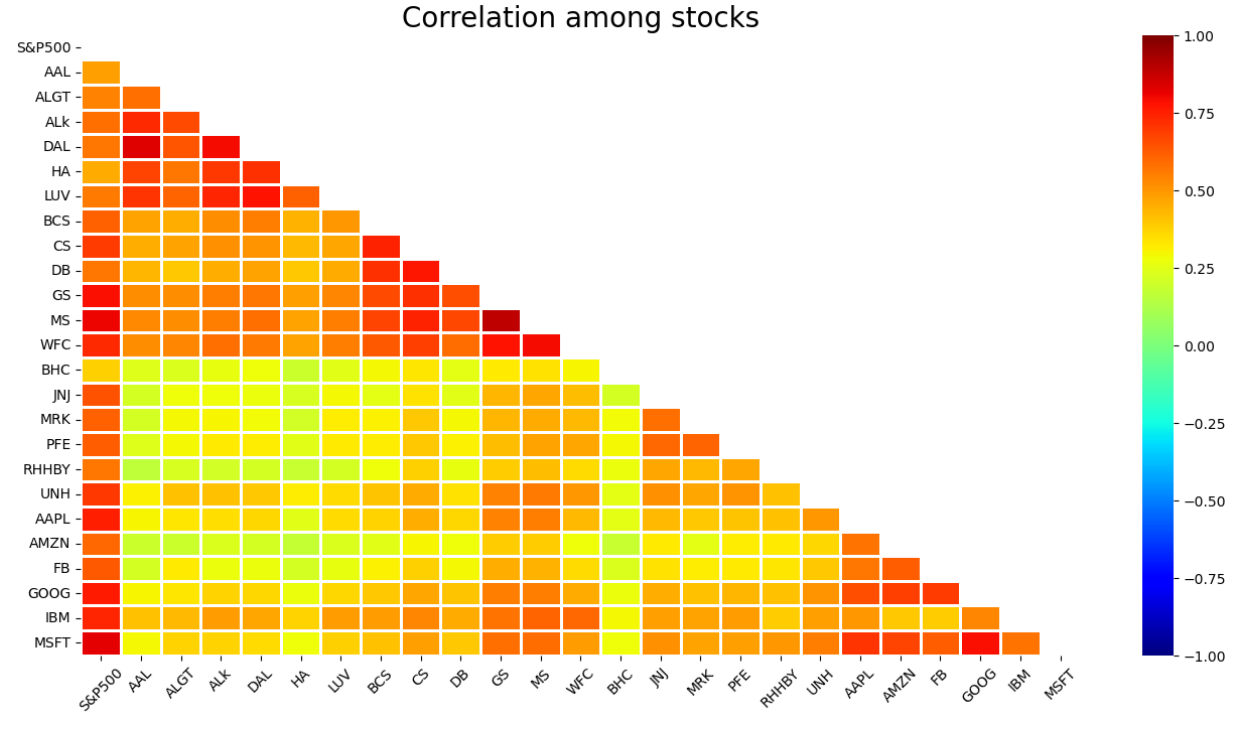 Correlation among stocks
S&P500
AAL
ALGT
ALk
DAL
HA
LUV
BCS
CS
DB
GS
MS
WFC
BHC
JNJ
MRK
PFE
RHHBY
UNH
AAPL
AMZN
FB
GOOG
IBM
MSFT
S&P500 AAL ALGT ALk DAL HA LUV BCS CS DB GS MS WFC BHC JNJ MRK PFE RHHBY UNH AAPL AMZN FB GOOG IBM MSFT
1.00
0.75
0.50
0.25
0.00
−0.25
−0.50
−0.75
−1.00